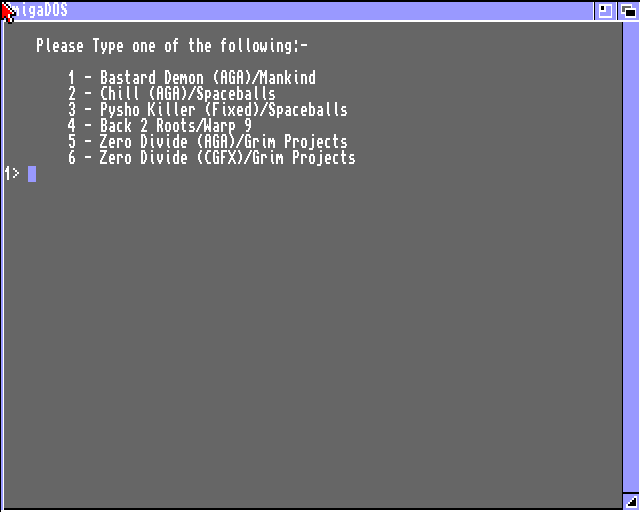 AmigaDOS
Please Type one of the following:-
1 - Bastard Demon (AGA)/Mankind
2 - Chill (AGA)/Spaceballs
3 - Pysho Killer (Fixed)/Spaceballs
4 - Back 2 Roots/Warp 9
5 - Zero Divide (AGA)/Grim Projects
6 - Zero Divide (CGFX)/Grim Projects
1>